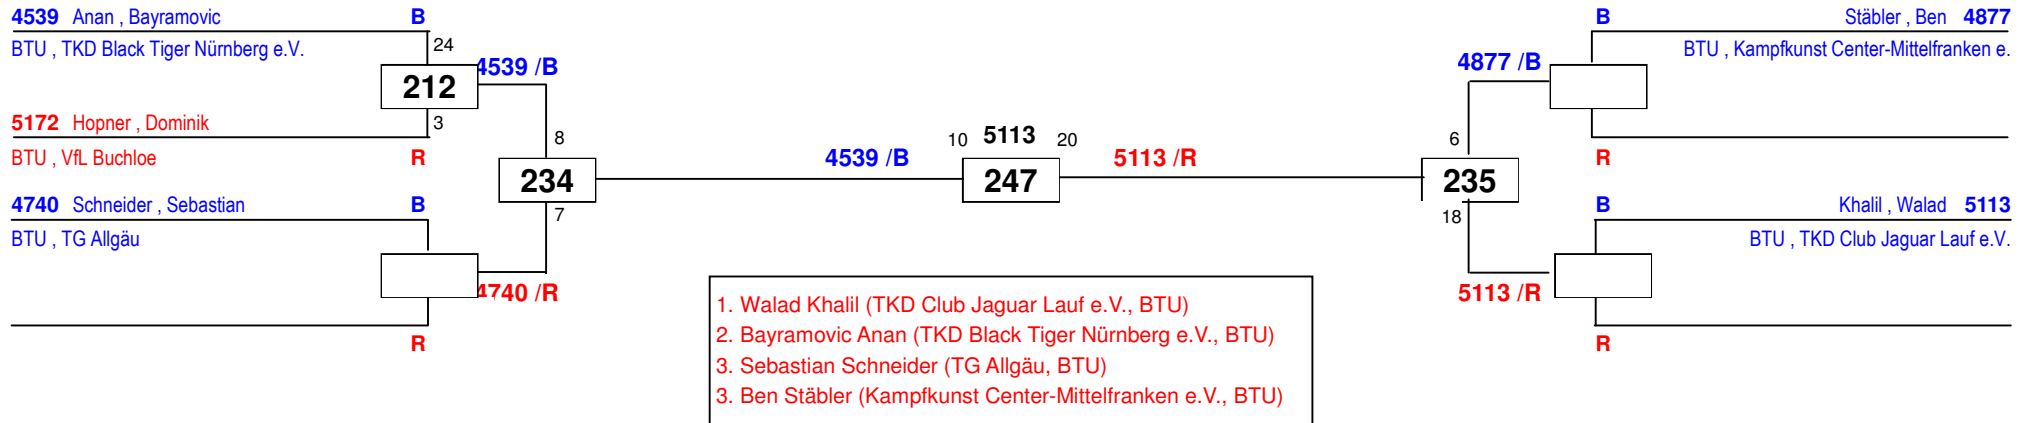 4539 Anan , Bayramovic B
BTU , TKD Black Tiger Nürnberg e.V.
24
4539 /B
212
5172 Hopner , Dominik 3
BTU , VfL Buchloe R
8
234
7
4740 Schneider , Sebastian B
BTU , TG Allgäu
4740 /R
R
4539 /B
10 5113 20
247
5113 /R
B Stäbler , Ben 4877
BTU , Kampfkunst Center-Mittelfranken e.
4877 /B
R
6
235
18
B Khalil , Walad 5113
BTU , TKD Club Jaguar Lauf e.V.
5113 /R
R
1. Walad Khalil (TKD Club Jaguar Lauf e.V., BTU)
2. Bayramovic Anan (TKD Black Tiger Nürnberg e.V., BTU)
3. Sebastian Schneider (TG Allgäu, BTU)
3. Ben Stäbler (Kampfkunst Center-Mittelfranken e.V., BTU)